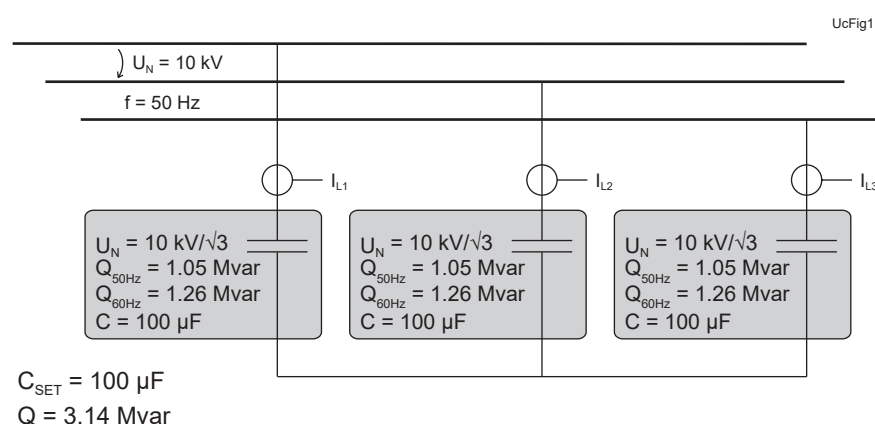 UcFig1
U_N = 10 kV
f = 50 Hz
I_L1
I_L2
I_L3
U_N = 10 kV/√3
Q_50Hz = 1.05 Mvar
Q_60Hz = 1.26 Mvar
C = 100 µF
U_N = 10 kV/√3
Q_50Hz = 1.05 Mvar
Q_60Hz = 1.26 Mvar
C = 100 µF
U_N = 10 kV/√3
Q_50Hz = 1.05 Mvar
Q_60Hz = 1.26 Mvar
C = 100 µF
C_SET = 100 µF
Q = 3.14 Mvar